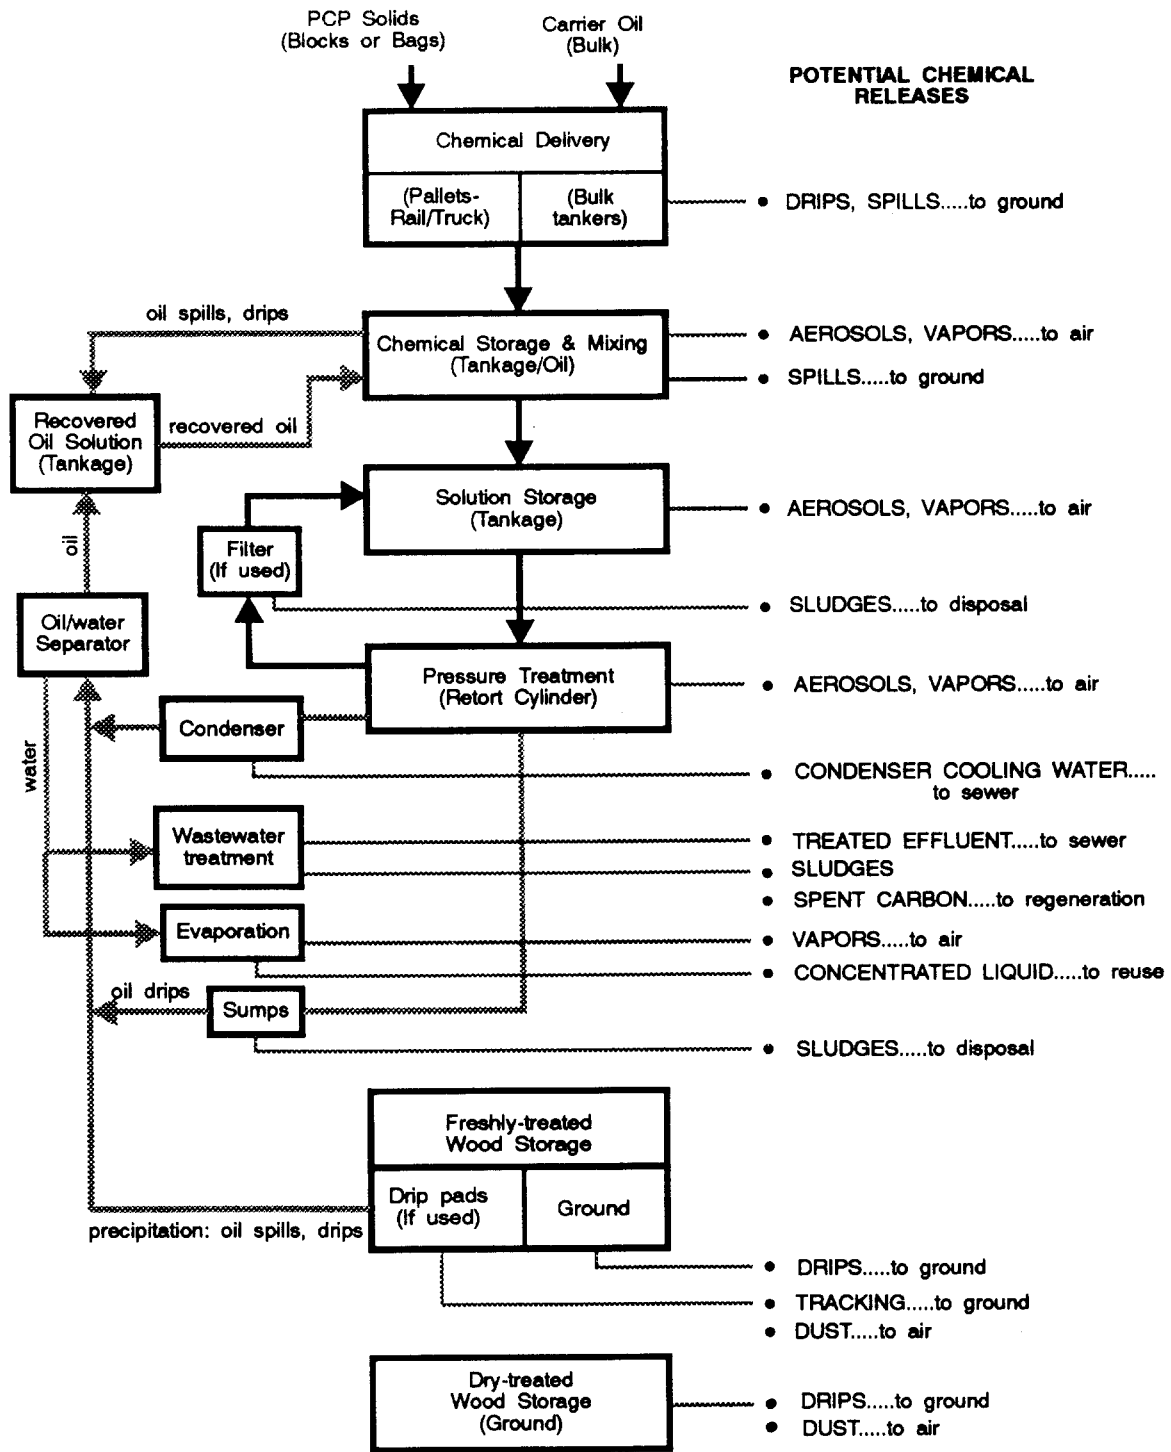 PCP Solids
(Blocks or Bags)
Carrier Oil
(Bulk)
POTENTIAL CHEMICAL
RELEASES
Chemical Delivery
(Pallets-
Rail/Truck)
(Bulk
tankers)
DRIPS, SPILLS.....to ground
oil spills, drips
Chemical Storage & Mixing
(Tankage/Oil)
AEROSOLS, VAPORS.....to air
SPILLS.....to ground
Recovered
Oil Solution
(Tankage)
recovered oil
Solution Storage
(Tankage)
AEROSOLS, VAPORS.....to air
oil
Filter
(If used)
SLUDGES.....to disposal
Oil/water
Separator
Pressure Treatment
(Retort Cylinder)
AEROSOLS, VAPORS.....to air
Condenser
water
CONDENSER COOLING WATER.....
to sewer
Wastewater
treatment
TREATED EFFLUENT.....to sewer
SLUDGES
SPENT CARBON.....to regeneration
Evaporation
VAPORS.....to air
CONCENTRATED LIQUID.....to reuse
oil drips
Sumps
SLUDGES.....to disposal
Freshly-treated
Wood Storage
Drip pads
(If used)
Ground
precipitation: oil spills, drips
DRIPS.....to ground
TRACKING.....to ground
DUST.....to air
Dry-treated
Wood Storage
(Ground)
DRIPS.....to ground
DUST.....to air